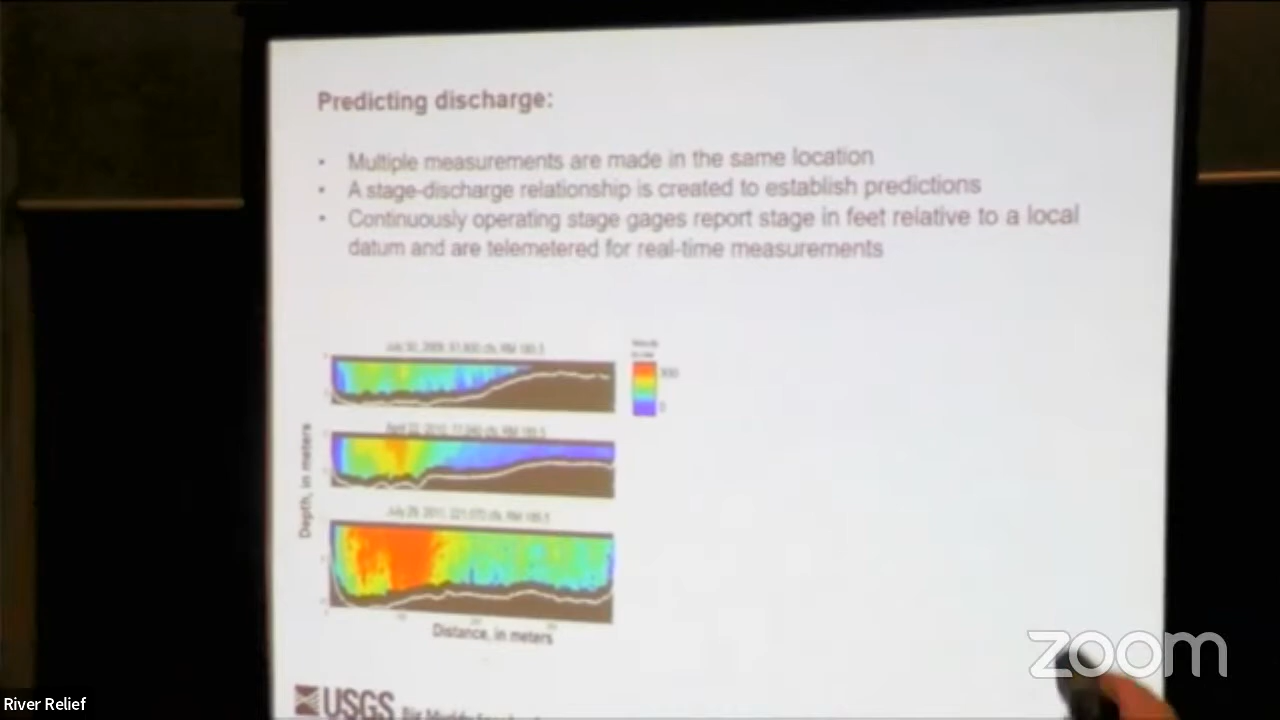 Predicting discharge:
• Multiple measurements are made in the same location
• A stage-discharge relationship is created to establish predictions
• Continuously operating stage gages report stage in feet relative to a local
datum and are telemetered for real-time measurements
Depth, in meters
Distance, in meters
USGS
zoom
River Relief